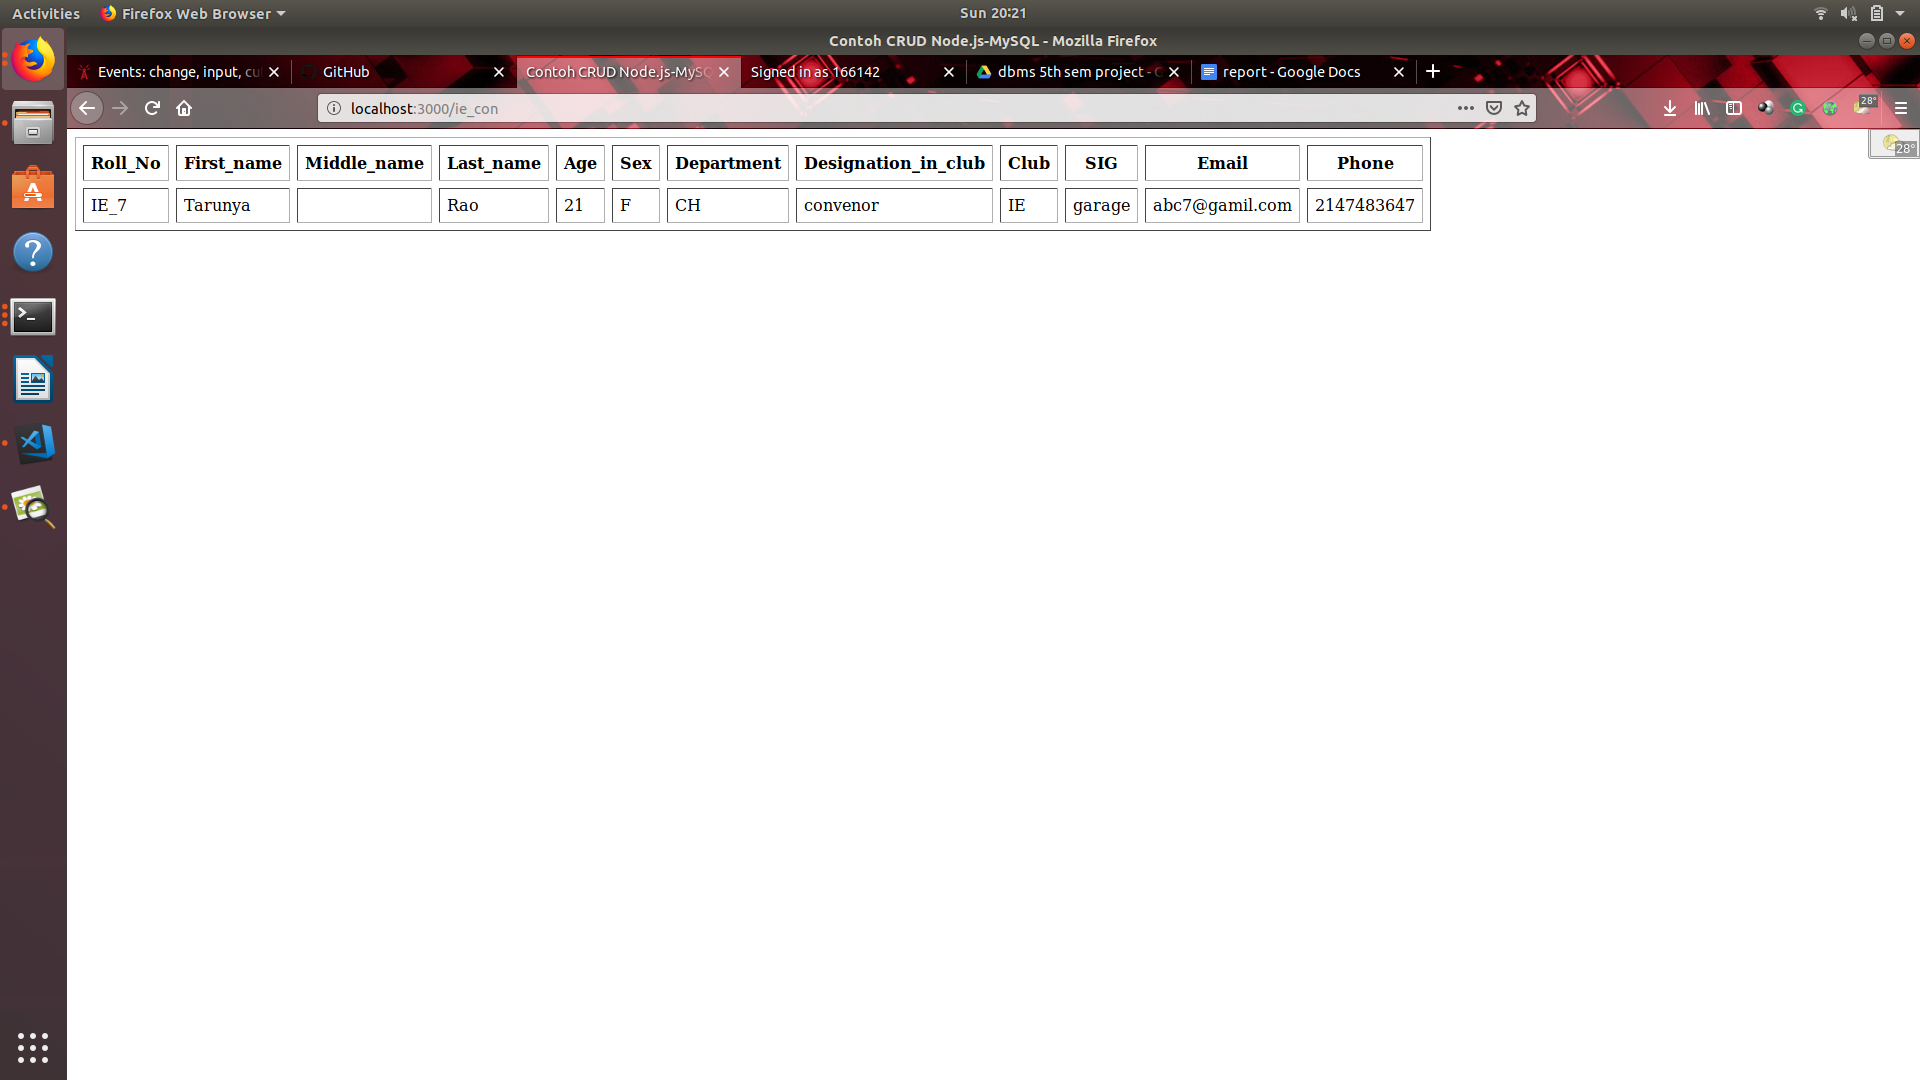 Activities Firefox Web Browser Sun 20:21
Contoh CRUD Node.js-MySQL - Mozilla Firefox
Events: change, input, cu GitHub Contoh CRUD Node.js-MySQ Signed in as 166142 dbms 5th sem project - report - Google Docs
localhost:3000/ie_con 28°
28°
Roll_No First_name Middle_name Last_name Age Sex Department Designation_in_club Club SIG Email Phone
IE_7 Tarunya Rao 21 F CH convenor IE garage abc7@gamil.com 2147483647